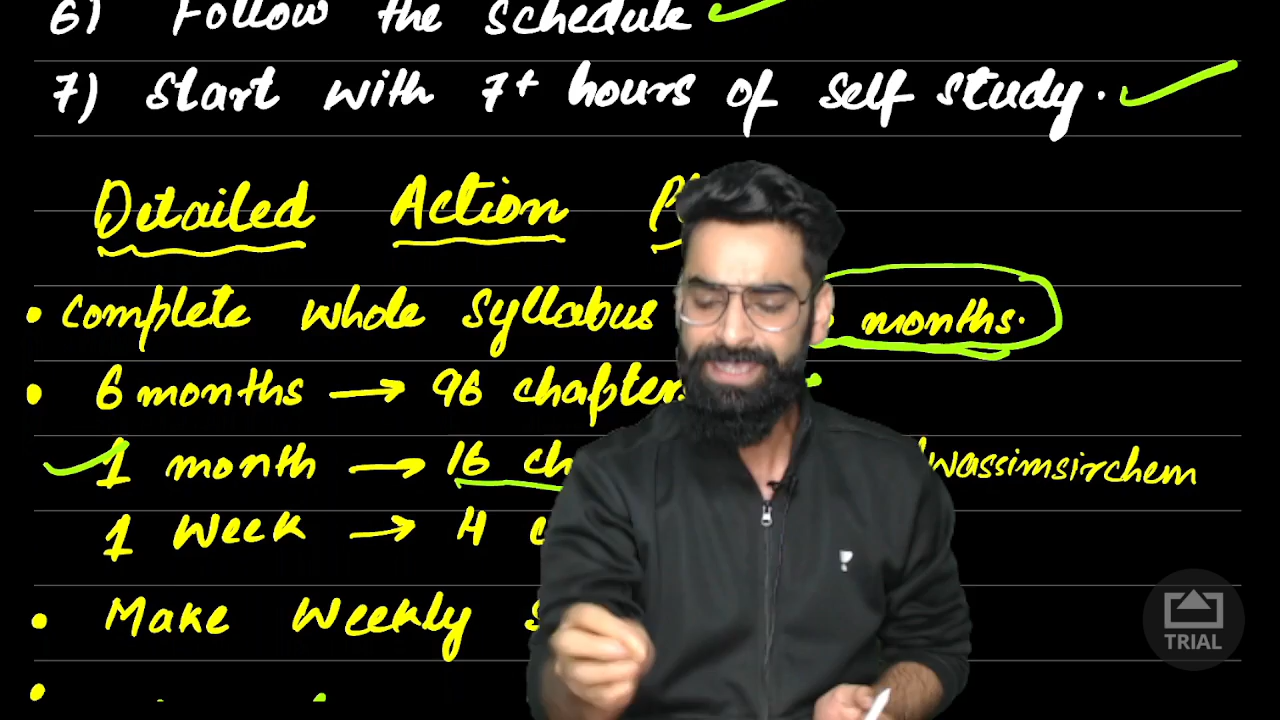 6) Follow the schedule
7) Start with 7+ hours of self study.
Detailed Action
• Complete whole syllabus months.
• 6 months → 96 chapters
1 month → 16 ch
wassimsirchem
1 Week → 4 c
• Make Weekly s
TRIAL